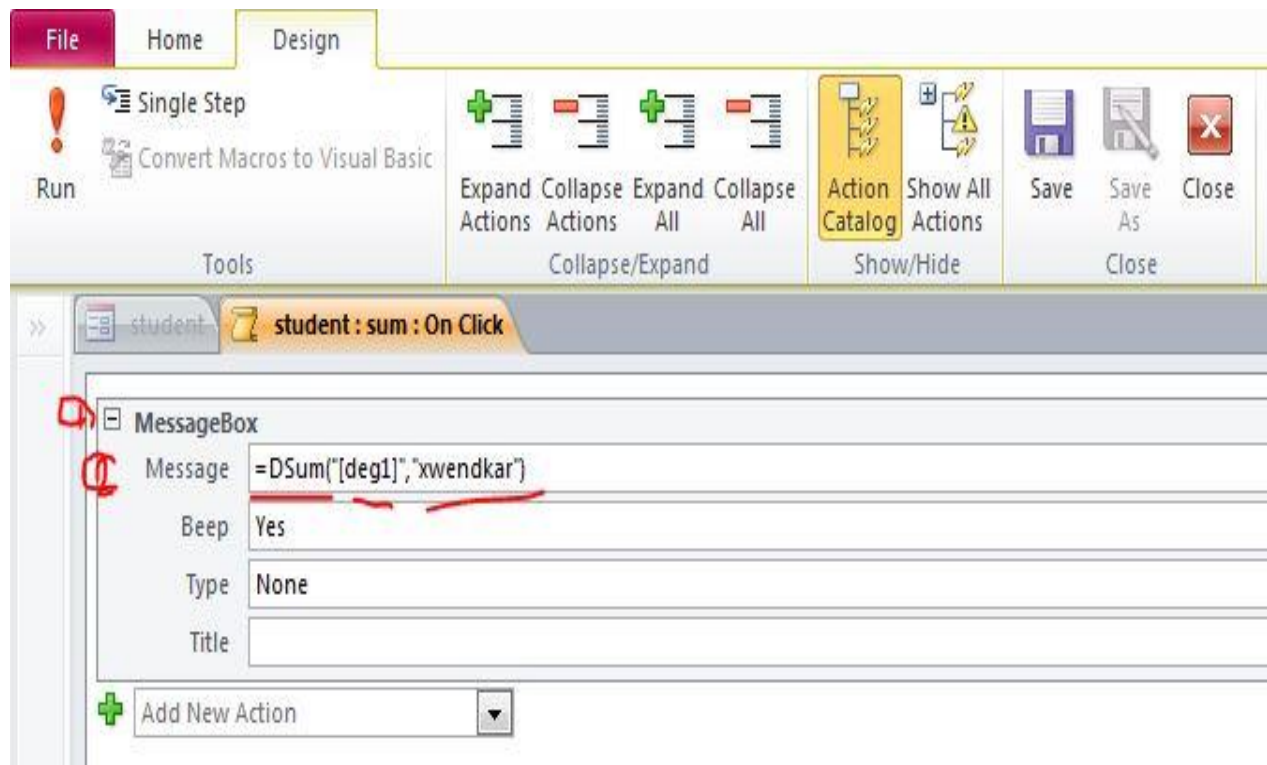 File Home Design
Run
Single Step
Convert Macros to Visual Basic
Tools
Expand Actions
Collapse Actions
Expand All
Collapse All
Collapse/Expand
Action Catalog
Show All Actions
Show/Hide
Save
Save As
Close
Close
student
student : sum : On Click
MessageBox
Message =DSum("[deg1]","xwendkar")
Beep Yes
Type None
Title
Add New Action